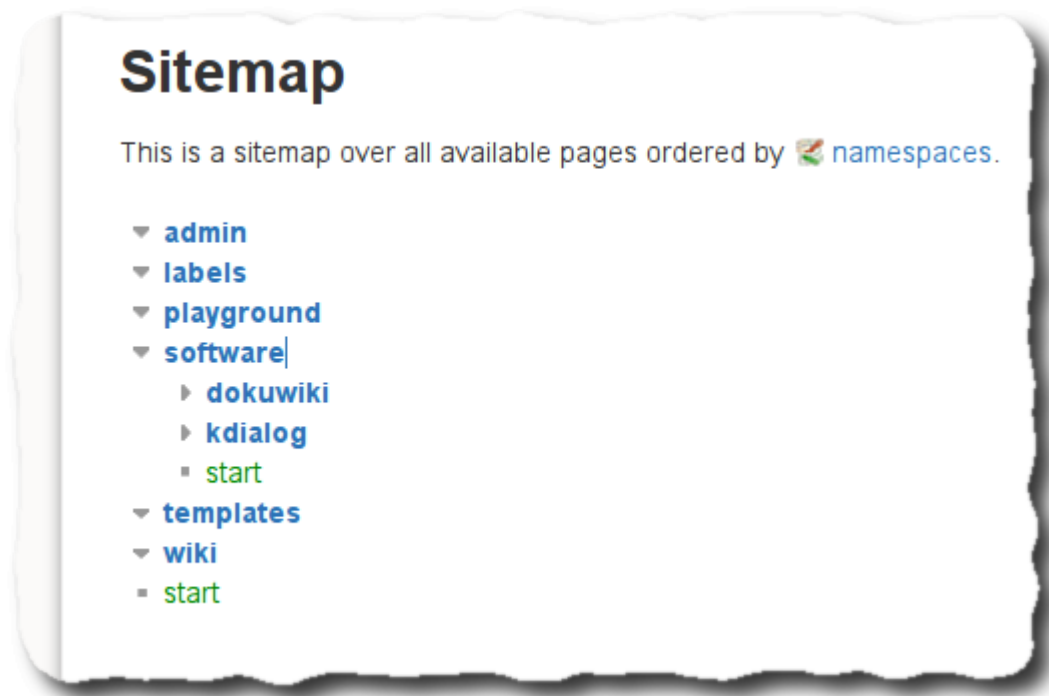 Sitemap
This is a sitemap over all available pages ordered by namespaces.
admin
labels
playground
software
dokuwiki
kdialog
start
templates
wiki
start